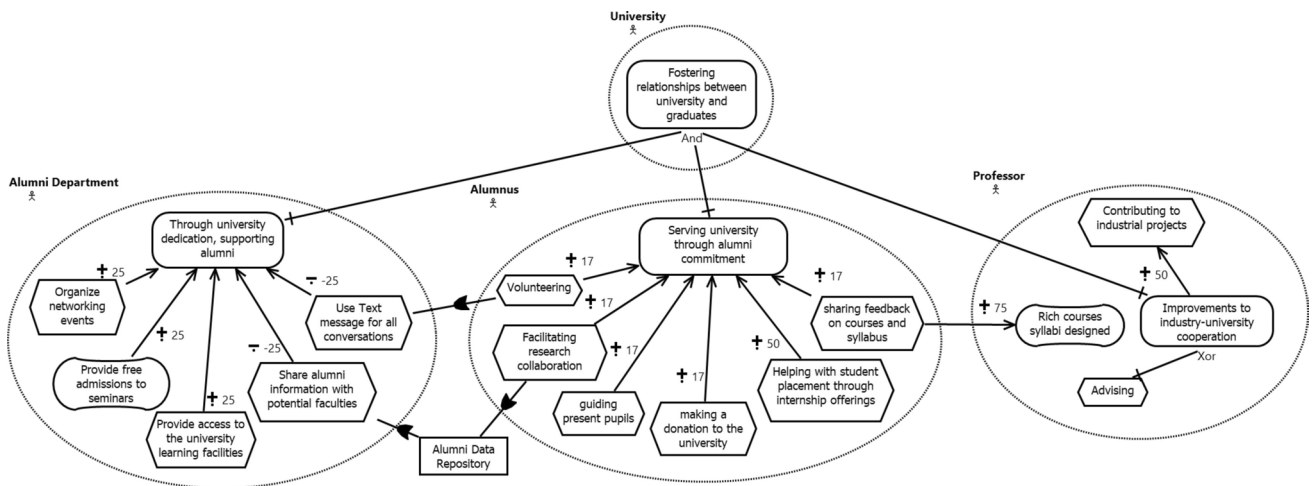 University
Fostering
relationships between
university and
graduates
And
Alumni Department
Through university
dedication, supporting
alumni
25
Organize
networking
events
25
Provide free
admissions to
seminars
25
Provide access to
the university
learning facilities
-25
Share alumni
information with
potential faculties
-25
Use Text
message for all
conversations
Alumni Data
Repository
Alumnus
Serving university
through alumni
commitment
17
Volunteering
17
Facilitating
research
collaboration
17
guiding
present pupils
17
making a
donation to the
university
50
Helping with student
placement through
internship offerings
17
sharing feedback
on courses and
syllabus
Professor
Contributing to
industrial projects
50
75
Rich courses
syllabi designed
Improvements to
industry-university
cooperation
Xor
Advising